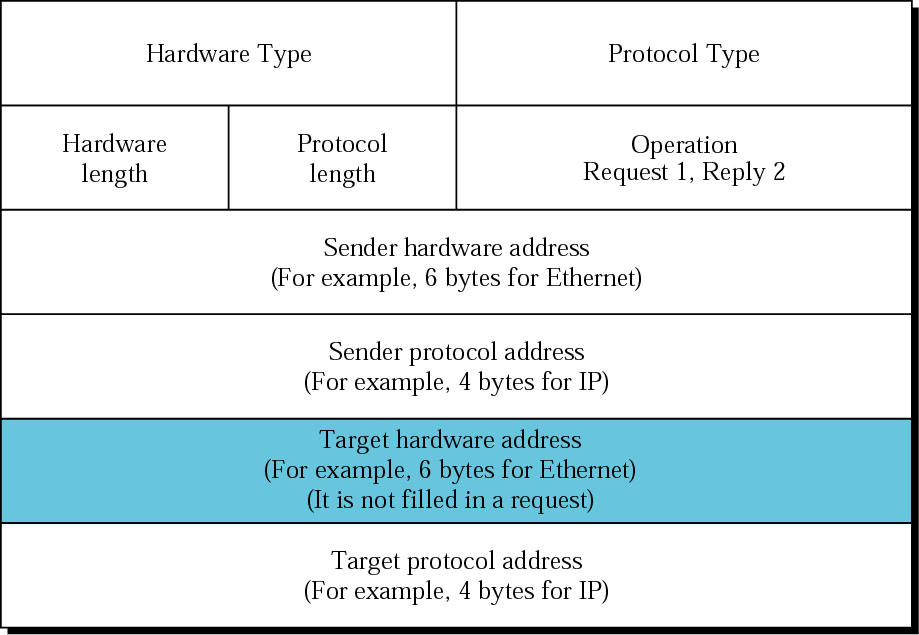 Hardware Type
Protocol Type
Hardware
length
Protocol
length
Operation
Request 1, Reply 2
Sender hardware address
(For example, 6 bytes for Ethernet)
Sender protocol address
(For example, 4 bytes for IP)
Target hardware address
(For example, 6 bytes for Ethernet)
(It is not filled in a request)
Target protocol address
(For example, 4 bytes for IP)